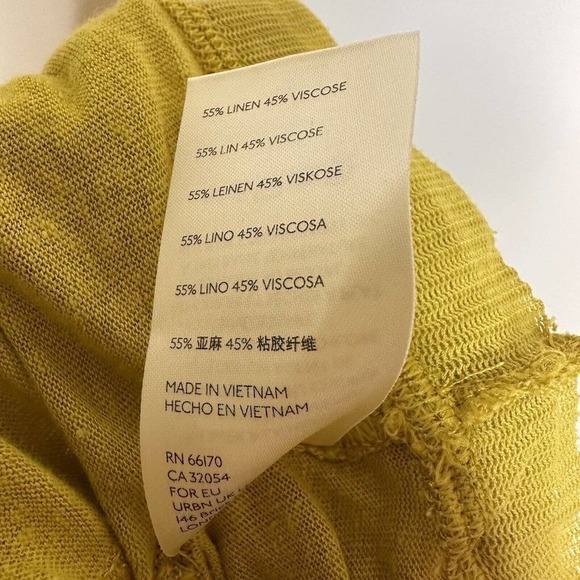 55% LINEN 45% VISCOSE
55% LIN 45% VISCOSE
55% LEINEN 45% VISKOSE
55% LINO 45% VISCOSA
55% LINO 45% VISCOSA
55% 亚麻 45% 粘胶纤维
MADE IN VIETNAM
HECHO EN VIETNAM
RN 66170
CA 32054
FOR EU
URBN UK
146